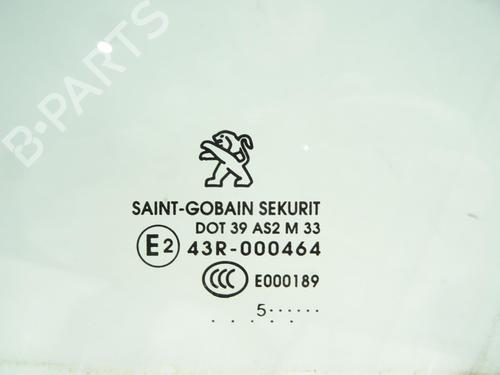 B-PARTS
SAINT-GOBAIN SEKURIT
DOT 39 AS2 M 33
E2 43R-000464
CCC E000189
5······
· · · · ·